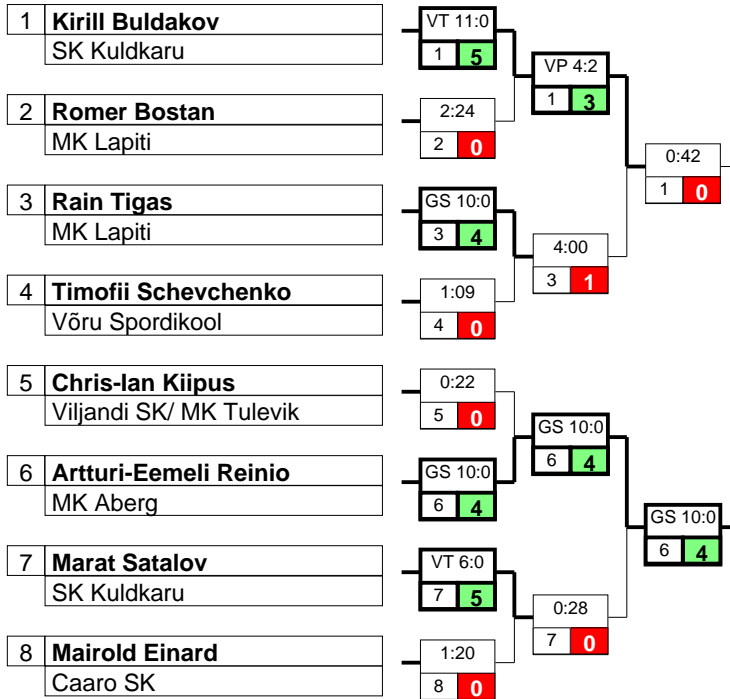 1 Kirill Buldakov
SK Kuldkaru
VT 11:0
1 5
VP 4:2
1 3
2 Romer Bostan
MK Lapiti
2:24
2 0
0:42
1 0
3 Rain Tigas
MK Lapiti
GS 10:0
3 4
4:00
3 1
4 Timofii Schevchenko
Võru Spordikool
1:09
4 0
5 Chris-Ian Kiipus
Viljandi SK/ MK Tulevik
0:22
5 0
GS 10:0
6 4
6 Artturi-Eemeli Reinio
MK Aberg
GS 10:0
6 4
GS 10:0
6 4
7 Marat Satalov
SK Kuldkaru
VT 6:0
7 5
0:28
7 0
8 Mairold Einard
Caaro SK
1:20
8 0